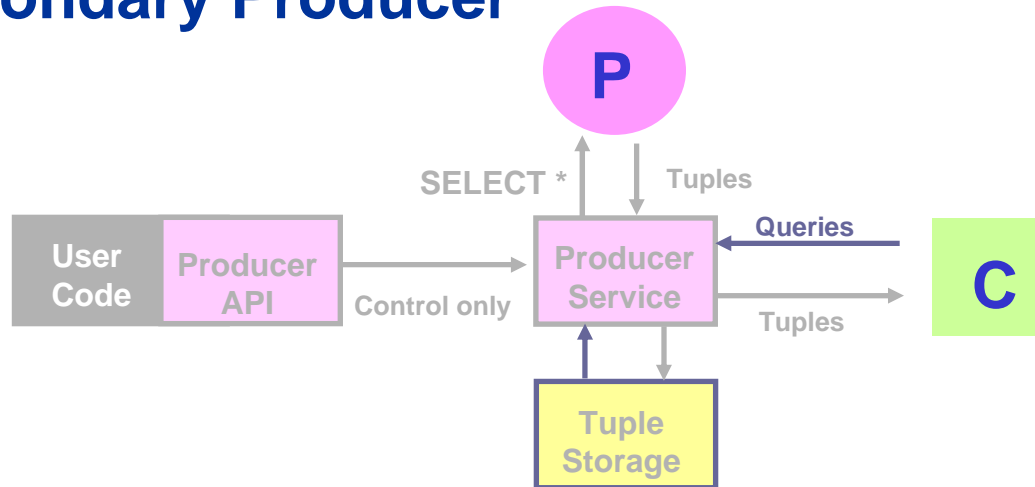 ondary Producer
P
SELECT *
Tuples
Queries
User
Code
Producer
API
Control only
Producer
Service
Tuples
C
Tuple
Storage